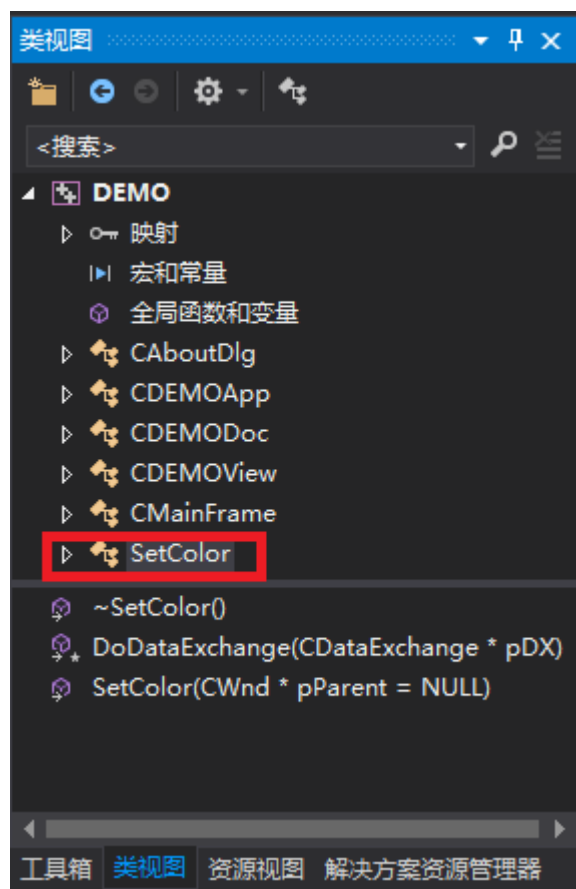 类视图
<搜索>
DEMO
映射
宏和常量
全局函数和变量
CAboutDlg
CDEMOApp
CDEMODoc
CDEMOView
CMainFrame
SetColor
~SetColor()
DoDataExchange(CDataExchange * pDX)
SetColor(CWnd * pParent = NULL)
工具箱 类视图 资源视图 解决方案资源管理器